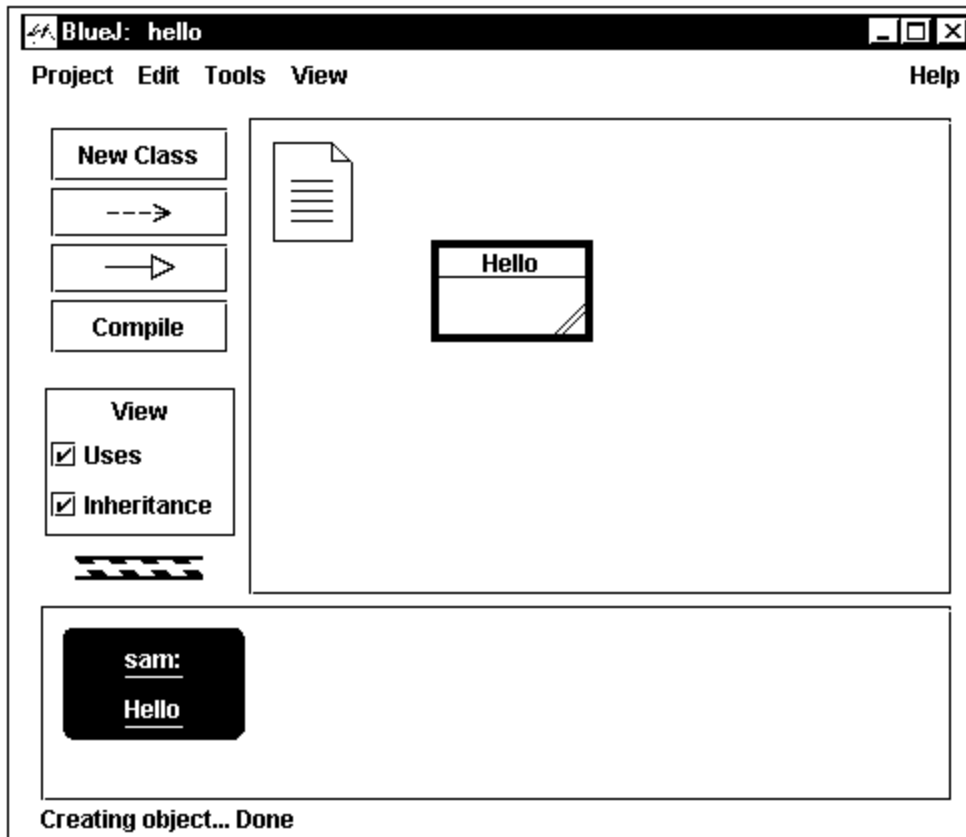 BlueJ: hello
Project Edit Tools View Help
New Class
Compile
Hello
View
Uses
Inheritance
sam:
Hello
Creating object... Done